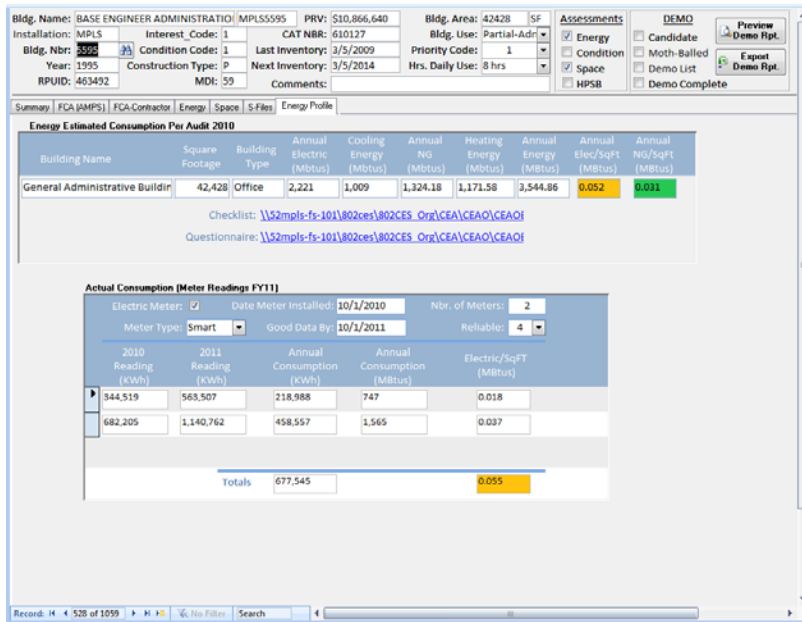 Bldg. Name: BASE ENGINEER ADMINISTRATIO MPLS5595 PRV: $10,866,640 Bldg. Area: 42428 SF Assessments DEMO Preview Demo Rpt.
Installation: MPLS Interest_Code: 1 CAT NBR: 610127 Bldg. Use: Partial-Adm Energy Candidate
Bldg. Nbr: 5595 Condition Code: 1 Last Inventory: 3/5/2009 Priority Code: 1 Condition Moth-Balled Export Demo Rpt.
Year: 1995 Construction Type: P Next Inventory: 3/5/2014 Hrs. Daily Use: 8 hrs Space Demo List
RPUID: 463492 MDI: 59 Comments: HPSB Demo Complete
Summary FCA (AMPS) FCA-Contractor Energy Space S-Files Energy Profile
Energy Estimated Consumption Per Audit 2010
Building Name Square Footage Building Type Annual Electric (Mbtus) Cooling Energy (Mbtus) Annual NG (Mbtus) Heating Energy (Mbtus) Annual Energy (Mbtus) Annual Elec/SqFt (MBtus) Annual NG/SqFt (MBtus)
General Administrative Buildin 42,428 Office 2,221 1,009 1,324.18 1,171.58 3,544.86 0.052 0.031
Checklist: \\52mpls-fs-101\802ces\802CES_Org\CEA\CEAO\CEAOE
Questionnaire: \\52mpls-fs-101\802ces\802CES_Org\CEA\CEAO\CEAOE
Actual Consumption (Meter Readings FY11)
Electric Meter: Date Meter Installed: 10/1/2010 Nbr. of Meters: 2
Meter Type: Smart Good Data By: 10/1/2011 Reliable: 4
2010 Reading (KWh) 2011 Reading (KWh) Annual Consumption (KWh) Annual Consumption (MBtus) Electric/SqFT (MBtus)
344,519 563,507 218,988 747 0.018
682,205 1,140,762 458,557 1,565 0.037
Totals 677,545 0.055
Record: 528 of 1059 No Filter Search